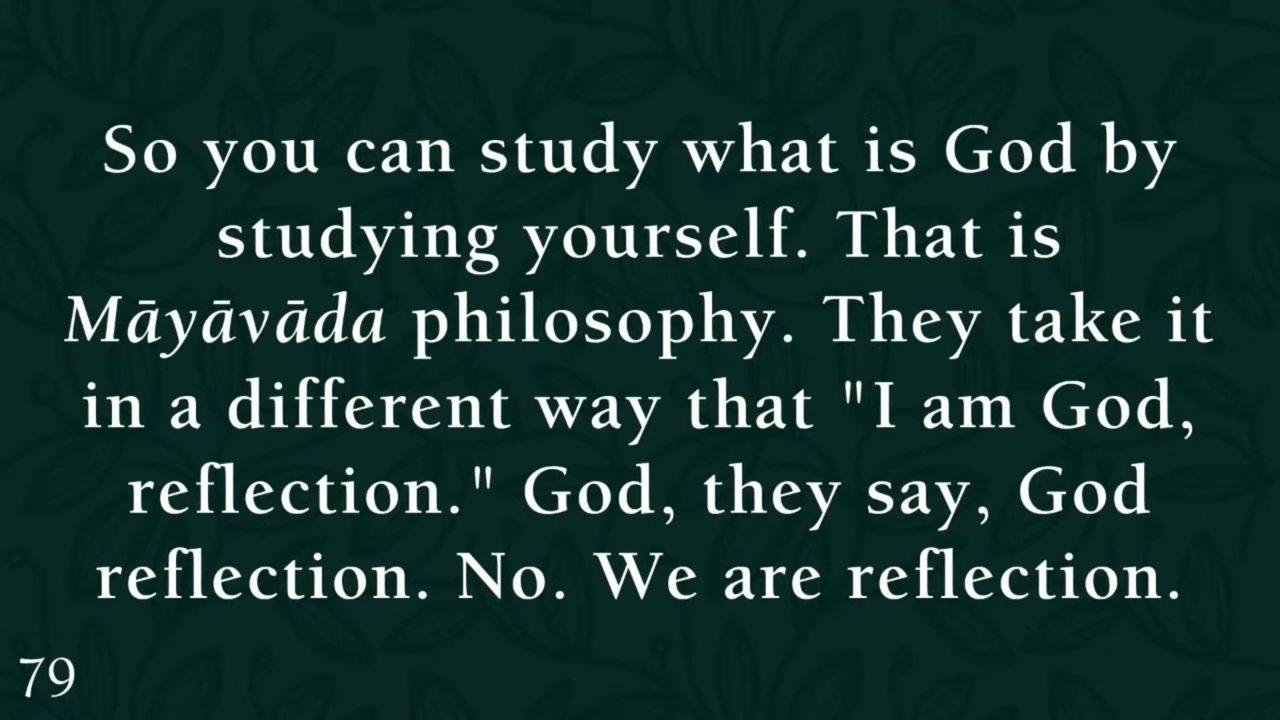 So you can study what is God by
studying yourself. That is
Māyāvāda philosophy. They take it
in a different way that "I am God,
reflection." God, they say, God
reflection. No. We are reflection.
79